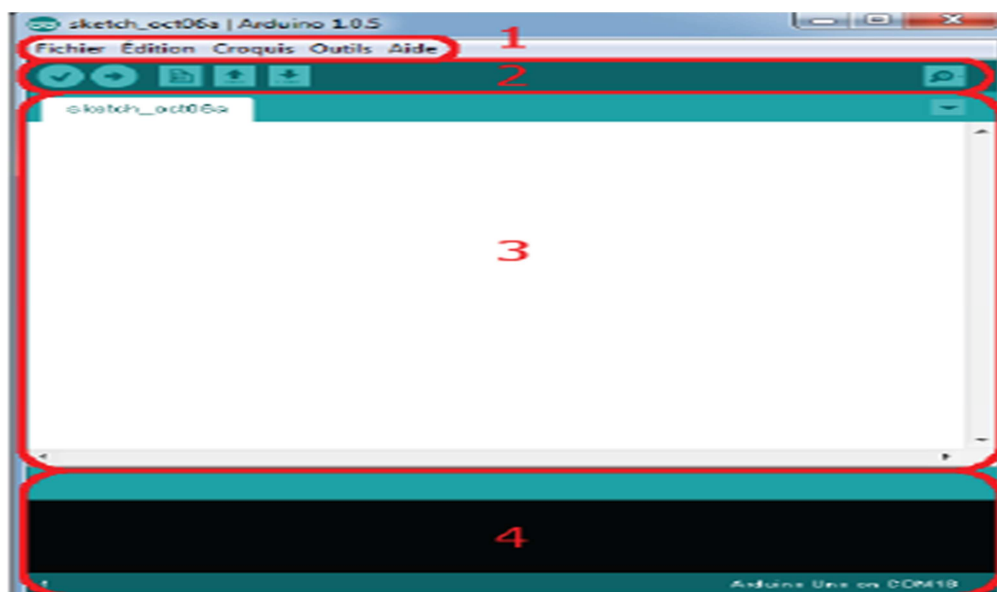 sketch_oct06a | Arduino 1.0.5
1
Fichier Édition Croquis Outils Aide
2
sketch_oct06a
3
4
1
Arduino Uno on COM18